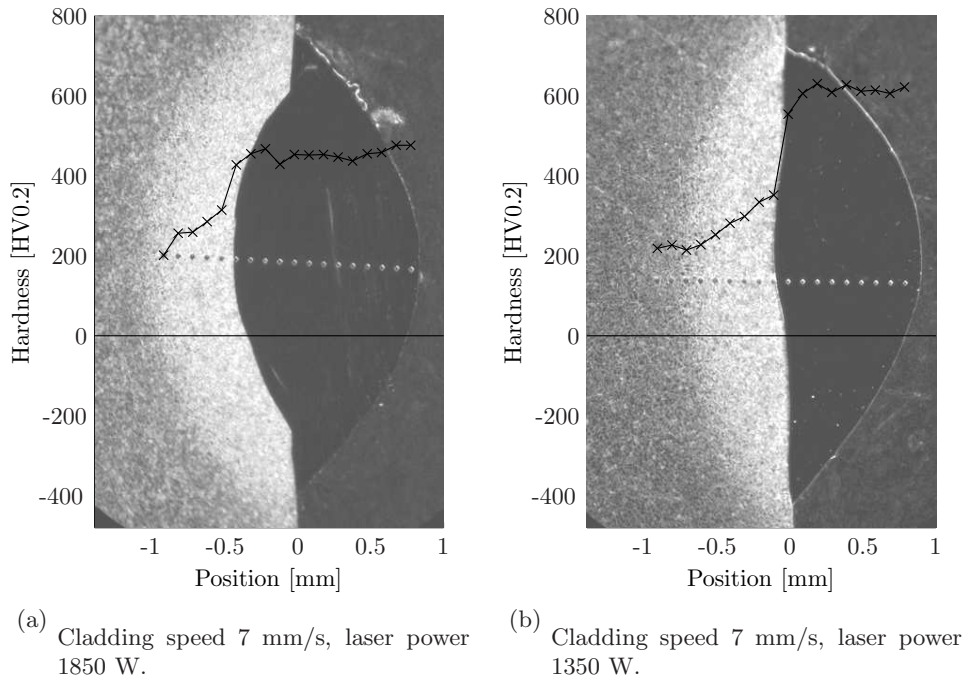 800
600
400
200
0
-200
-400
Hardness [HV0.2]
-1 -0.5 0 0.5 1
Position [mm]
(a) Cladding speed 7 mm/s, laser power
1850 W.
800
600
400
200
0
-200
-400
Hardness [HV0.2]
-1 -0.5 0 0.5 1
Position [mm]
(b) Cladding speed 7 mm/s, laser power
1350 W.